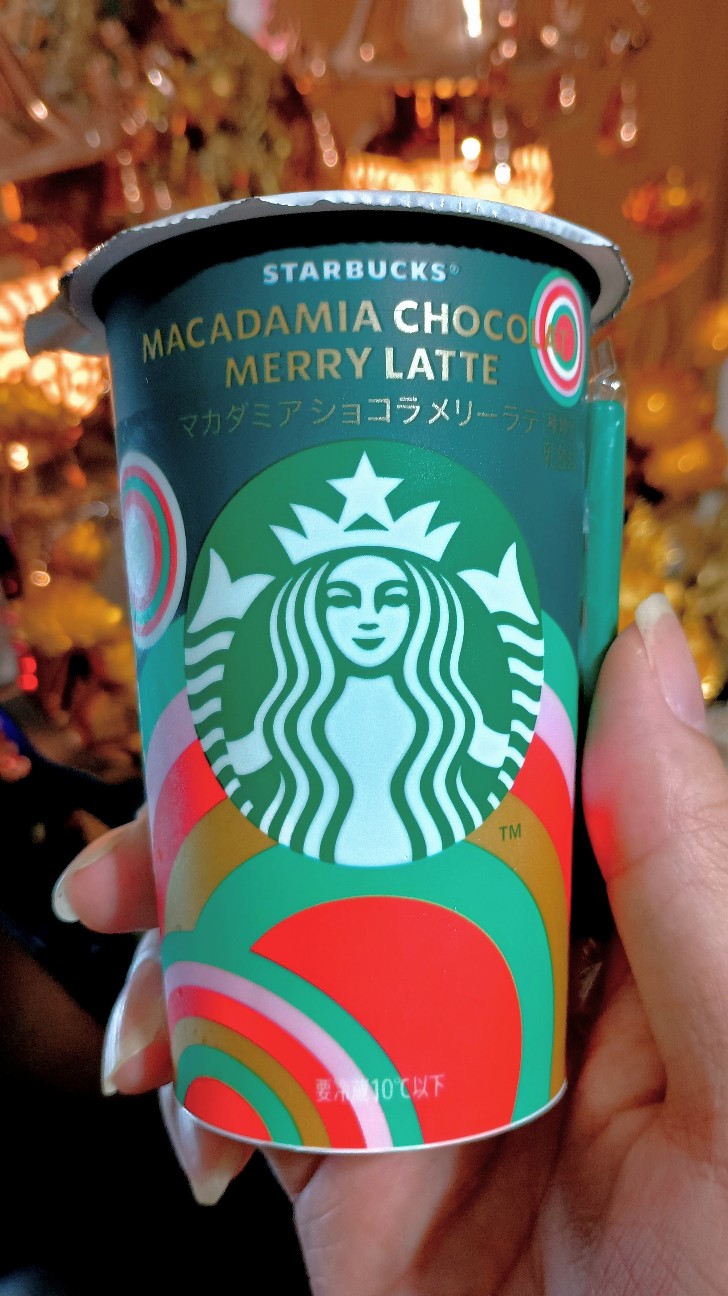 STARBUCKS®
MACADAMIA CHOCOLAT
MERRY LATTE
マカダミア ショコラ メリー ラテ
TM
要冷蔵10℃以下